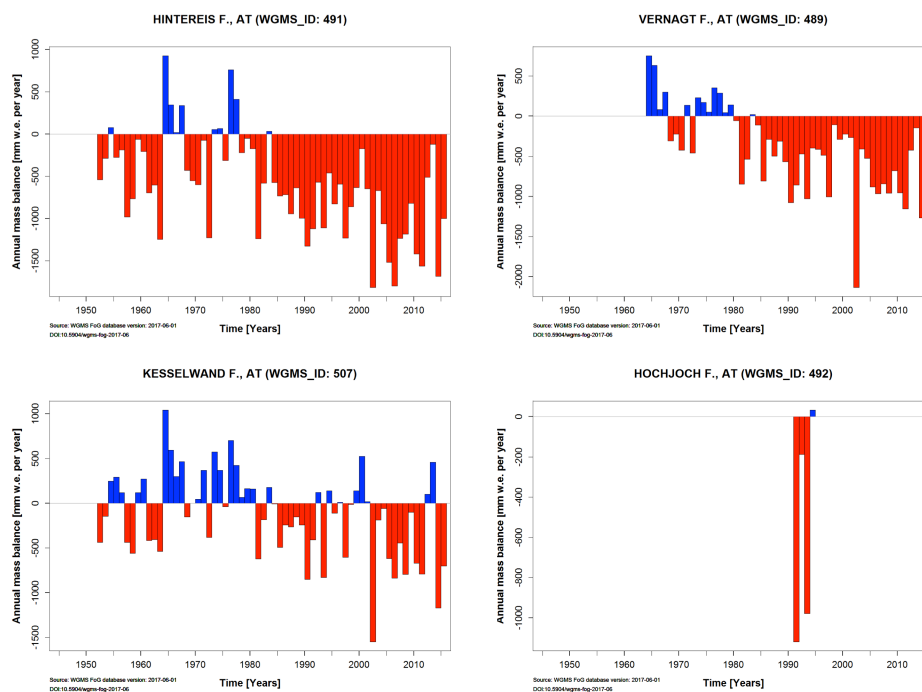 HINTEREIS F., AT (WGMS_ID: 491)
Annual mass balance [mm w.e. per year]
1000
500
0
-500
-1000
-1500
1950 1960 1970 1980 1990 2000 2010
Time [Years]
Source: WGMS FoG database version: 2017-06-01
DOI:10.5904/wgms-fog-2017-06
VERNAGT F., AT (WGMS_ID: 489)
Annual mass balance [mm w.e. per year]
500
0
-500
-1000
-1500
-2000
1950 1960 1970 1980 1990 2000 2010
Time [Years]
Source: WGMS FoG database version: 2017-06-01
DOI:10.5904/wgms-fog-2017-06
KESSELWAND F., AT (WGMS_ID: 507)
Annual mass balance [mm w.e. per year]
1000
500
0
-500
-1000
-1500
1950 1960 1970 1980 1990 2000 2010
Time [Years]
Source: WGMS FoG database version: 2017-06-01
DOI:10.5904/wgms-fog-2017-06
HOCHJOCH F., AT (WGMS_ID: 492)
Annual mass balance [mm w.e. per year]
0
-200
-400
-600
-800
-1000
1950 1960 1970 1980 1990 2000 2010
Time [Years]
Source: WGMS FoG database version: 2017-06-01
DOI:10.5904/wgms-fog-2017-06